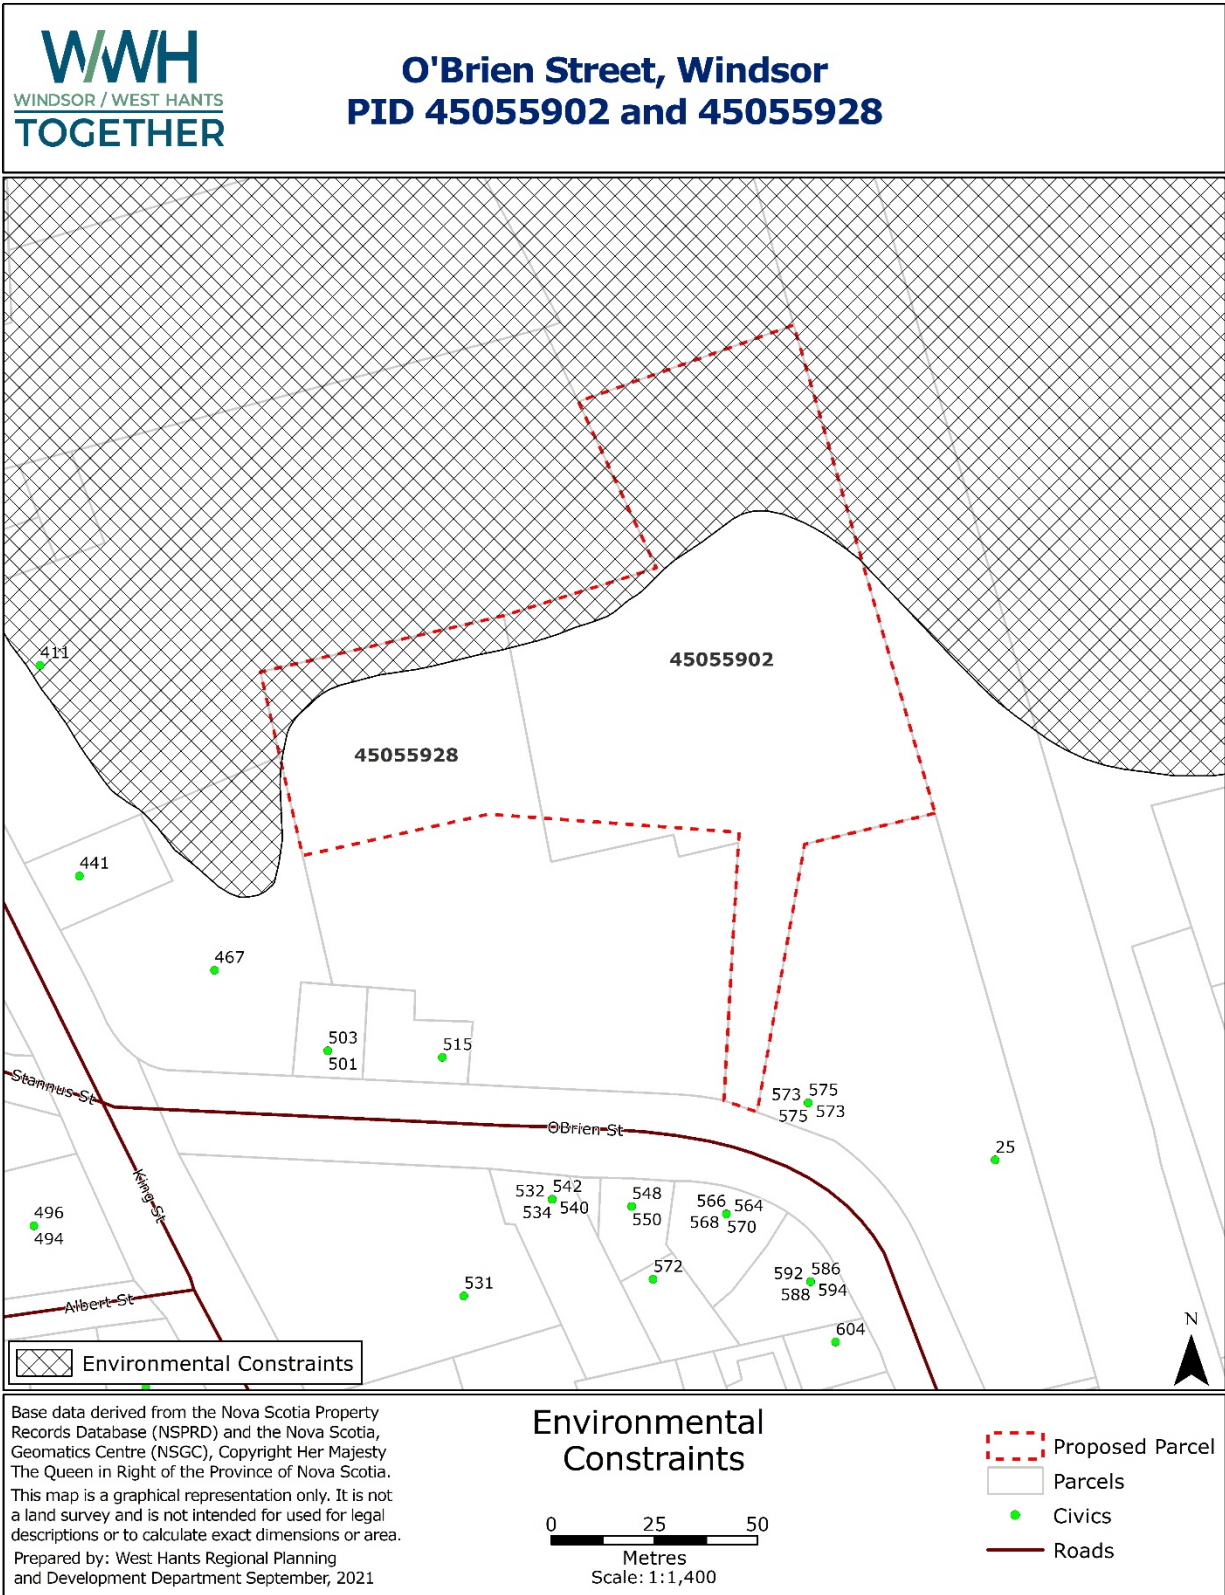 WWH
WINDSOR / WEST HANTS
TOGETHER
O'Brien Street, Windsor
PID 45055902 and 45055928
411
45055902
45055928
441
467
503
501
515
573 575
575 573
25
Stannus St
OBrien St
King St
532 542
534 540
548
550
566 564
568 570
496
494
572
531
592 586
588 594
Albert St
604
N
Environmental Constraints
Base data derived from the Nova Scotia Property
Records Database (NSPRD) and the Nova Scotia,
Geomatics Centre (NSGC), Copyright Her Majesty
The Queen in Right of the Province of Nova Scotia.
This map is a graphical representation only. It is not
a land survey and is not intended for used for legal
descriptions or to calculate exact dimensions or area.
Prepared by: West Hants Regional Planning
and Development Department September, 2021
Environmental
Constraints
0 25 50
Metres
Scale: 1:1,400
Proposed Parcel
Parcels
Civics
Roads